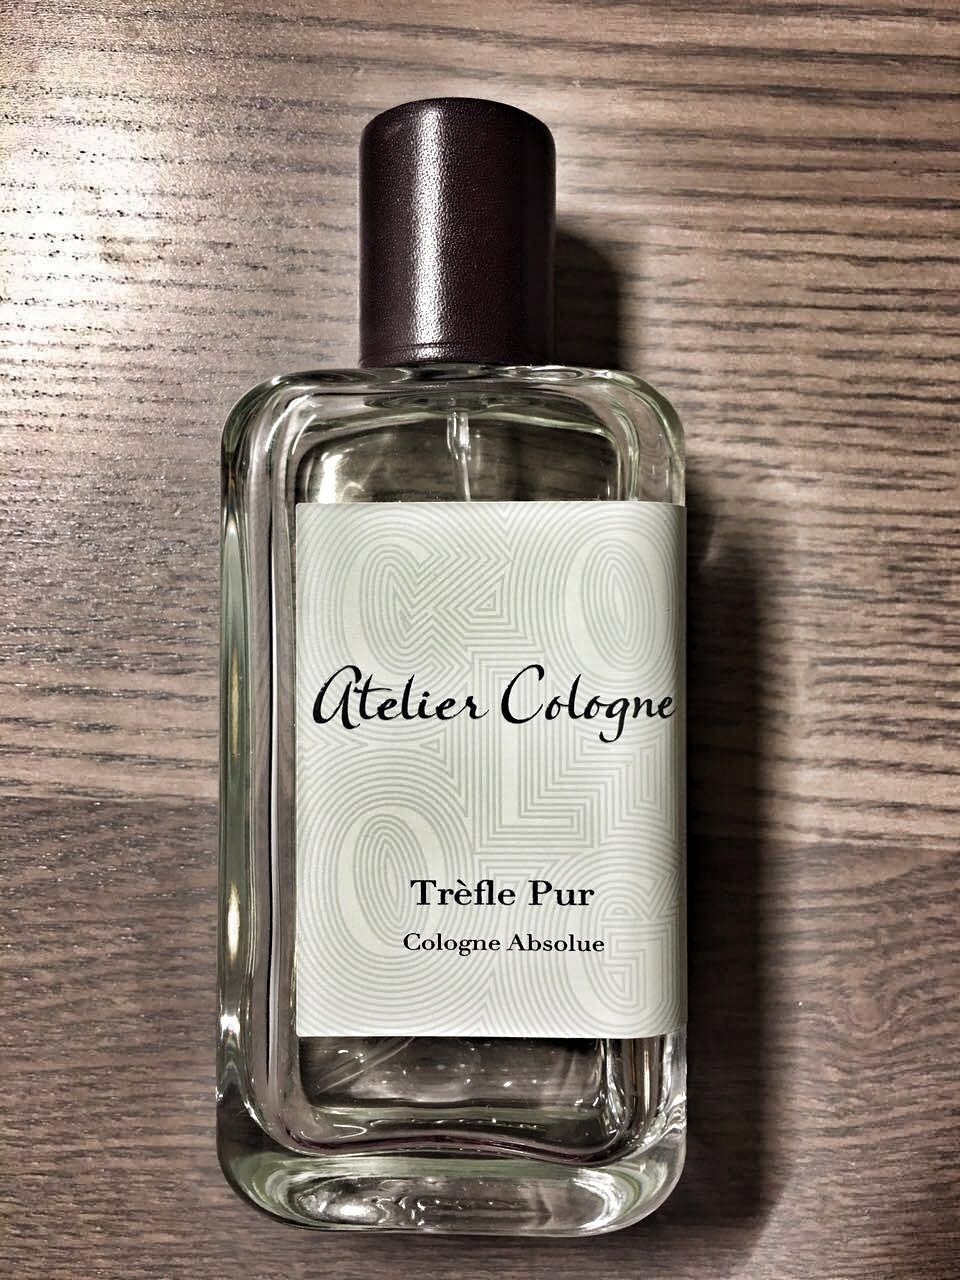 Atelier Cologne
Trèfle Pur
Cologne Absolue